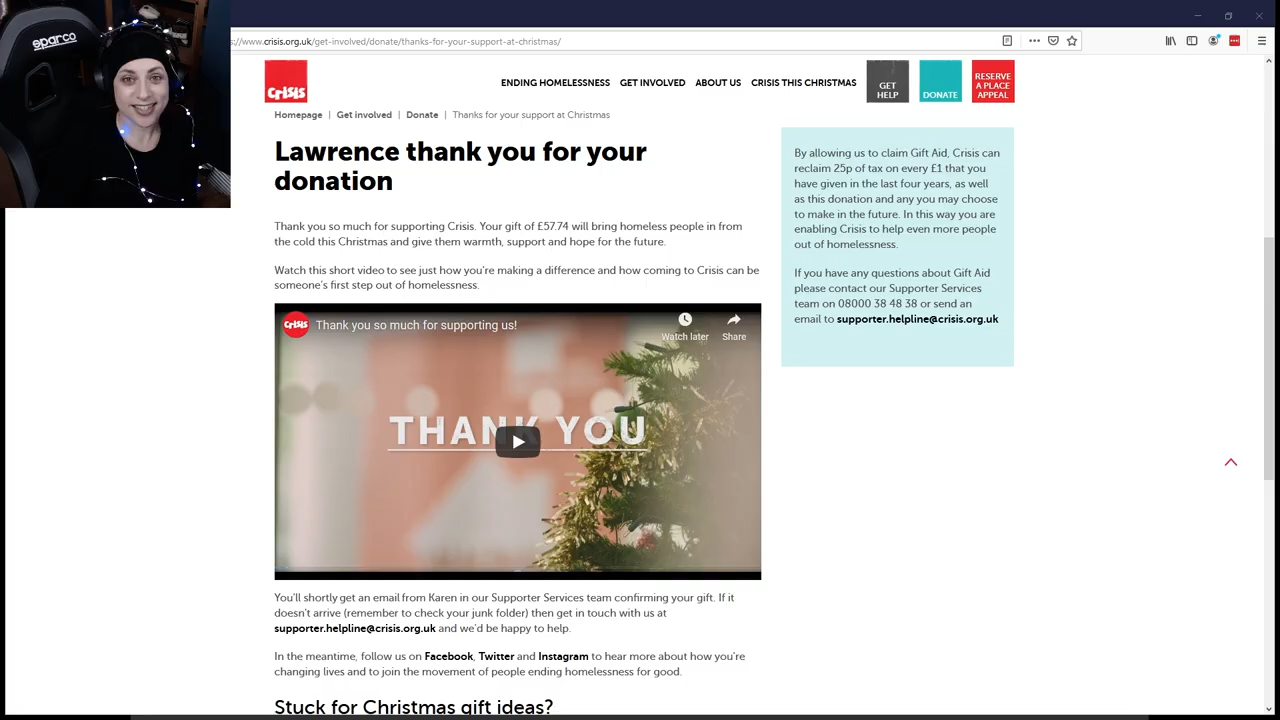 sparco
://www.crisis.org.uk/get-involved/donate/thanks-for-your-support-at-christmas/
CRISIS
ENDING HOMELESSNESS
GET INVOLVED
ABOUT US
CRISIS THIS CHRISTMAS
GET
HELP
DONATE
RESERVE
A PLACE
APPEAL
Homepage | Get involved | Donate | Thanks for your support at Christmas
Lawrence thank you for your
donation
Thank you so much for supporting Crisis. Your gift of £57.74 will bring homeless people in from
the cold this Christmas and give them warmth, support and hope for the future.
Watch this short video to see just how you're making a difference and how coming to Crisis can be
someone's first step out of homelessness.
CRISIS
Thank you so much for supporting us!
Watch later
Share
THANK YOU
You'll shortly get an email from Karen in our Supporter Services team confirming your gift. If it
doesn't arrive (remember to check your junk folder) then get in touch with us at
supporter.helpline@crisis.org.uk and we'd be happy to help.
In the meantime, follow us on Facebook, Twitter and Instagram to hear more about how you're
changing lives and to join the movement of people ending homelessness for good.
Stuck for Christmas gift ideas?
By allowing us to claim Gift Aid, Crisis can
reclaim 25p of tax on every £1 that you
have given in the last four years, as well
as this donation and any you may choose
to make in the future. In this way you are
enabling Crisis to help even more people
out of homelessness.
If you have any questions about Gift Aid
please contact our Supporter Services
team on 08000 38 48 38 or send an
email to supporter.helpline@crisis.org.uk